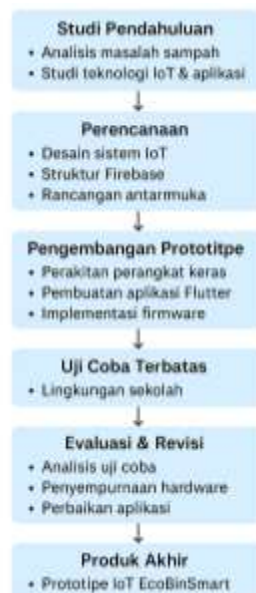 Studi Pendahuluan
• Analisis masalah sampah
• Studi teknologi IoT & aplikasi
Perencanaan
• Desain sistem IoT
• Struktur Firebase
• Rancangan antarmuka
Pengembangan Prototitpe
• Perakitan perangkat keras
• Pembuatan aplikasi Flutter
• Implementasi firmware
Uji Coba Terbatas
• Lingkungan sekolah
Evaluasi & Revisi
• Analisis uji coba
• Penyempurnaan hardware
• Perbaikan aplikasi
Produk Akhir
• Prototipe IoT EcoBinSmart